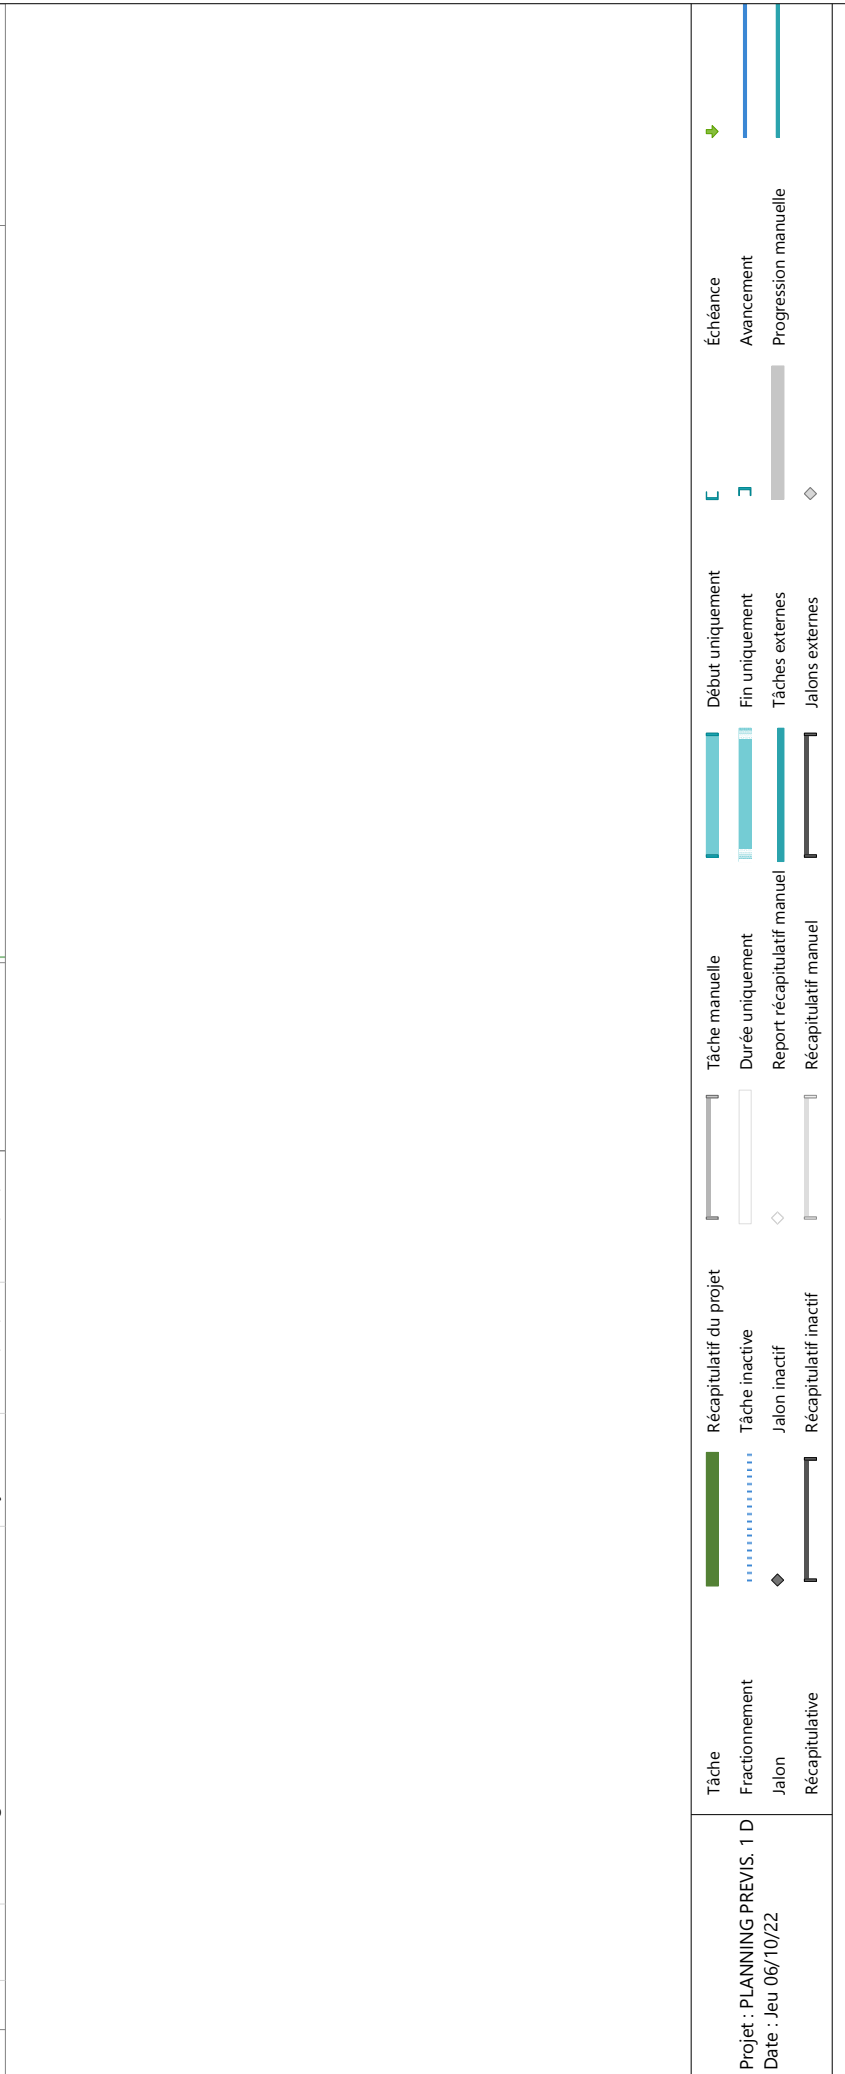 Projet : PLANNING PREVIS. 1 D
Date : Jeu 06/10/22
Tâche
Fractionnement
Jalon
Récapitulative
Récapitulatif du projet
Tâche inactive
Jalon inactif
Récapitulatif inactif
Tâche manuelle
Durée uniquement
Report récapitulatif manuel
Récapitulatif manuel
Début uniquement
Fin uniquement
Tâches externes
Jalons externes
Échéance
Avancement
Progression manuelle